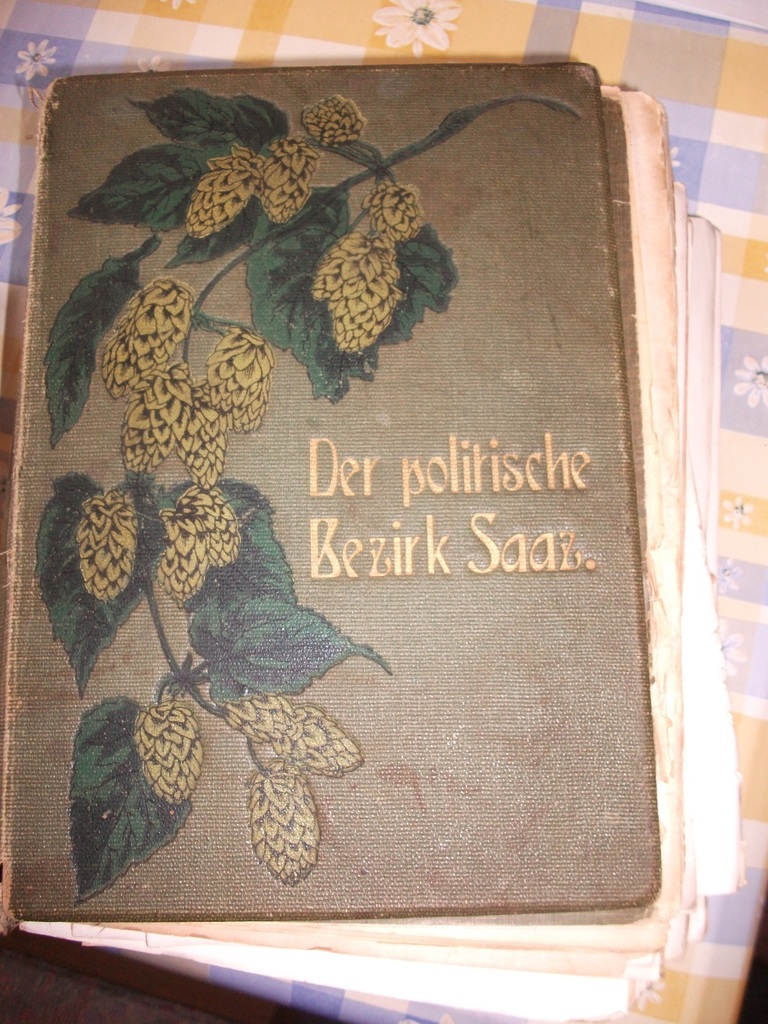 Der politische
Bezirk Saaz.